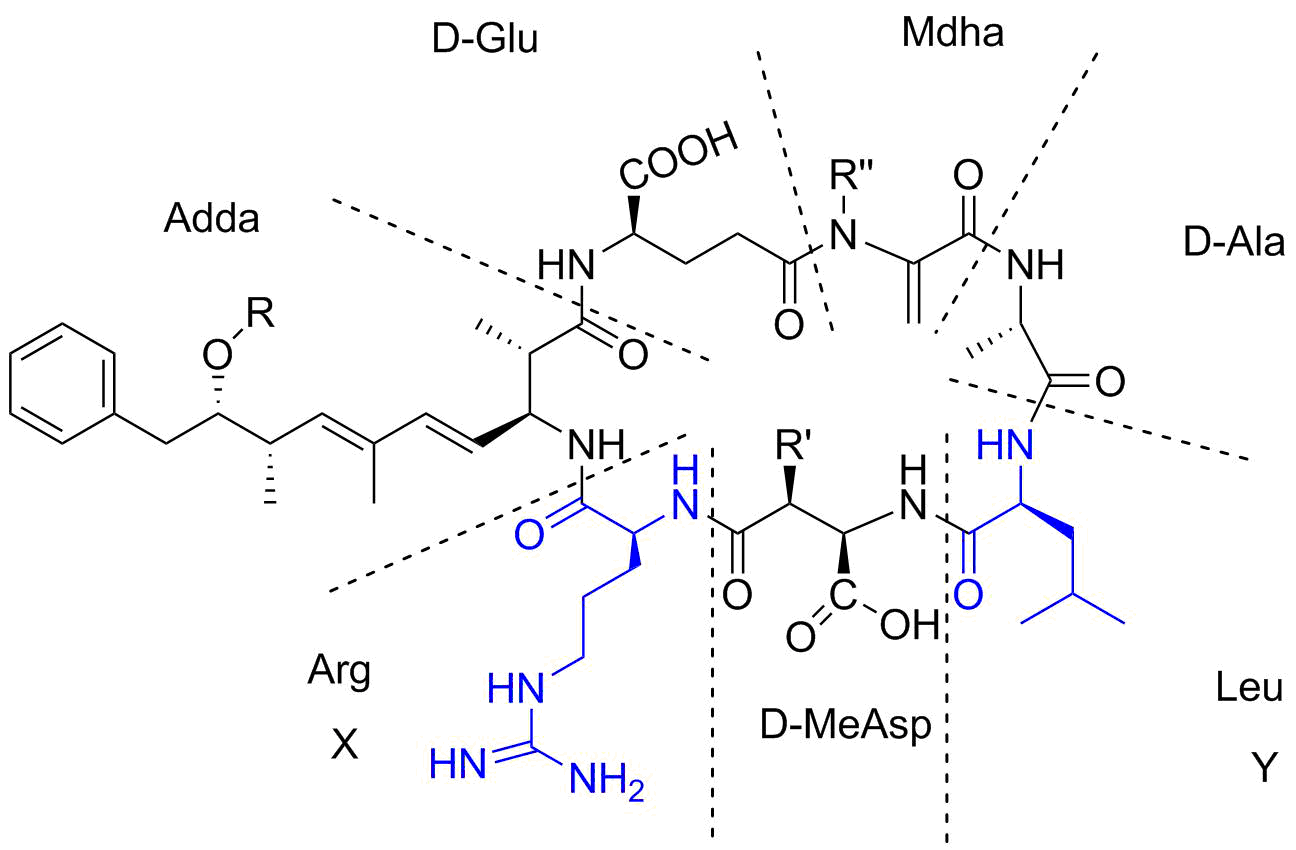 D-Glu
Mdha
COOH
R"
O
Adda
HN
N
NH
D-Ala
R
O
O
O
O
HN
NH
R'
H
N
H
N
O
O
O
O
C
OH
Arg
HN
D-MeAsp
Leu
X
HN
NH2
Y